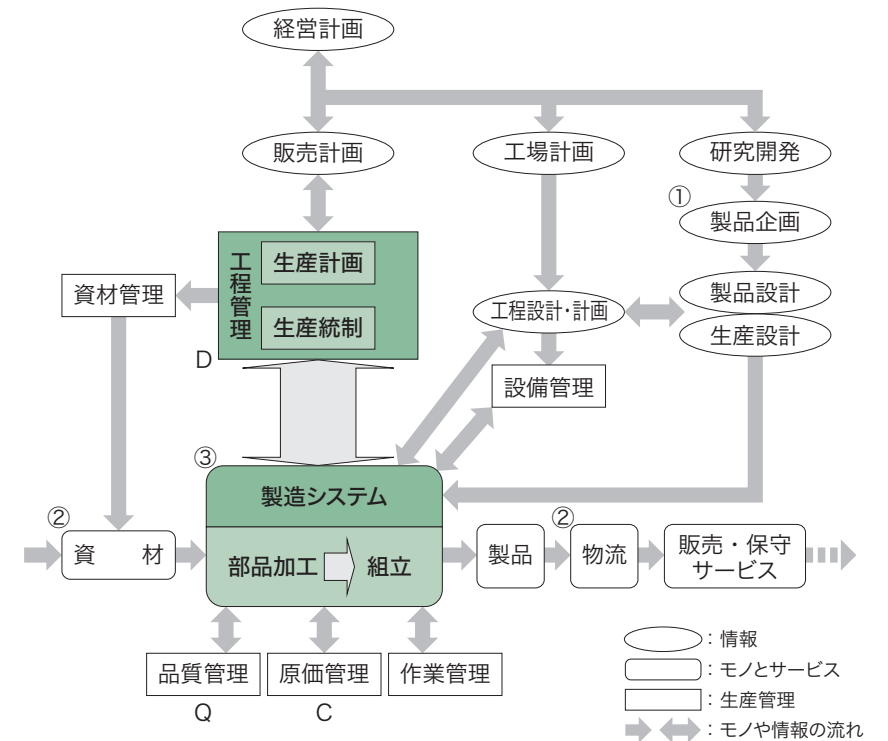 経営計画
販売計画
工場計画
研究開発
①
製品企画
工程管理
生産計画
生産統制
資材管理
D
工程設計・計画
製品設計
生産設計
設備管理
③
製造システム
部品加工
組立
②
資 材
製品
②
物流
販売・保守
サービス
品質管理
原価管理
作業管理
Q
C
：情報
：モノとサービス
：生産管理
：モノや情報の流れ